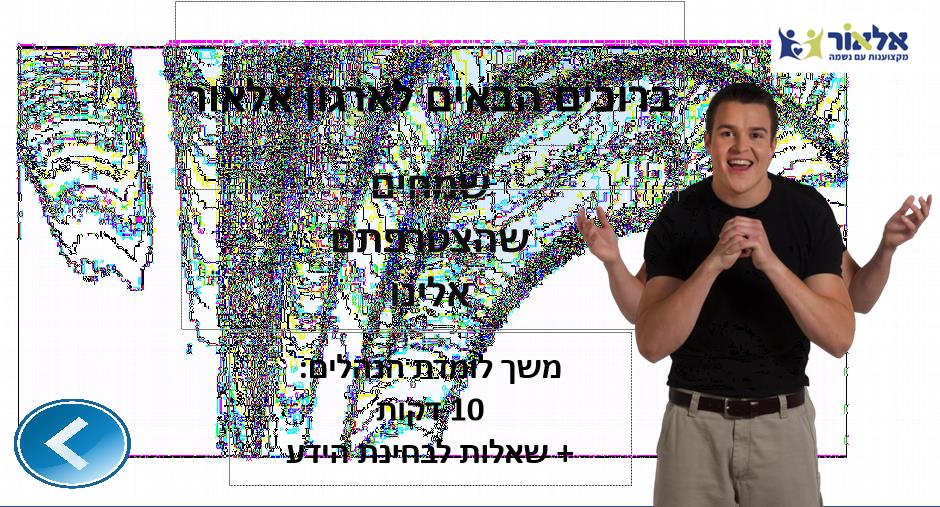 אלאור
מקצוענות עם נשמה
ברוכים הבאים לארגון אלאור
שמחים
שהצטרפתם
אלינו
משך לומדת הנהלים:
10 דקות
+ שאלות לבחינת הידע